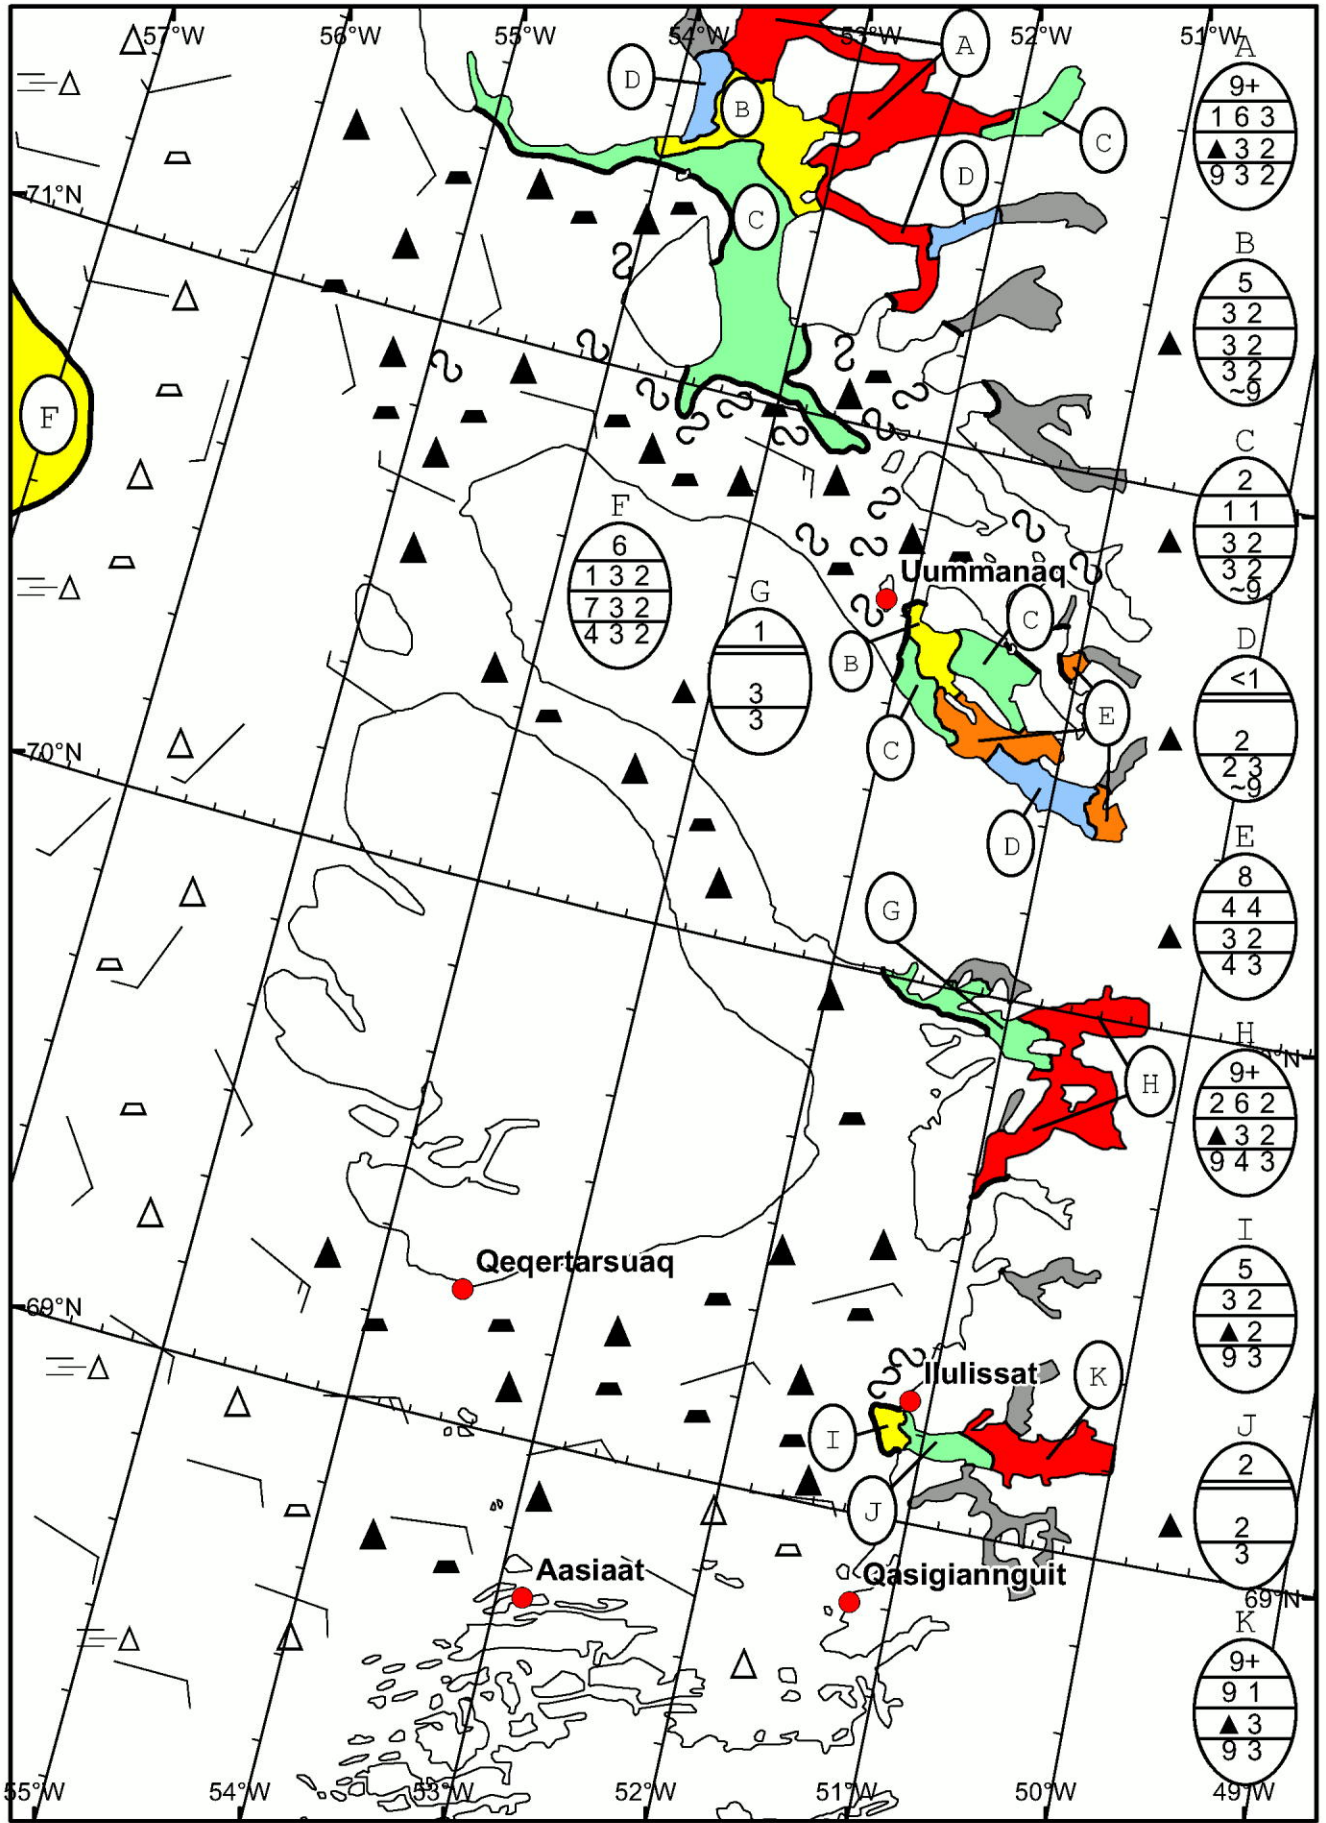 57°W 56°W 55°W 54°W 53°W 52°W 51°W
A
D
B
C
A
9+
1 6 3
▲ 3 2
9 3 2
71°N
D
C
B
5
3 2
3 2
3 2
~9
F
C
2
1 1
3 2
3 2
~9
F
6
1 3 2
7 3 2
4 3 2
Uummanaq
G
1
3
3
C
B
E
C
D
D
<1
2
2 3
~9
70°N
E
8
4 4
3 2
4 3
G
H
H
9+
2 6 2
▲ 3 2
9 4 3
°N
Qeqertarsuaq
I
5
3 2
▲ 2
9 3
69°N
Ilulissat
K
I
J
J
2
2
3
Aasiaat
Qasigiannguit
69°N
K
9+
9 1
▲ 3
9 3
55°W 54°W 53°W 52°W 51°W 50°W 49°W